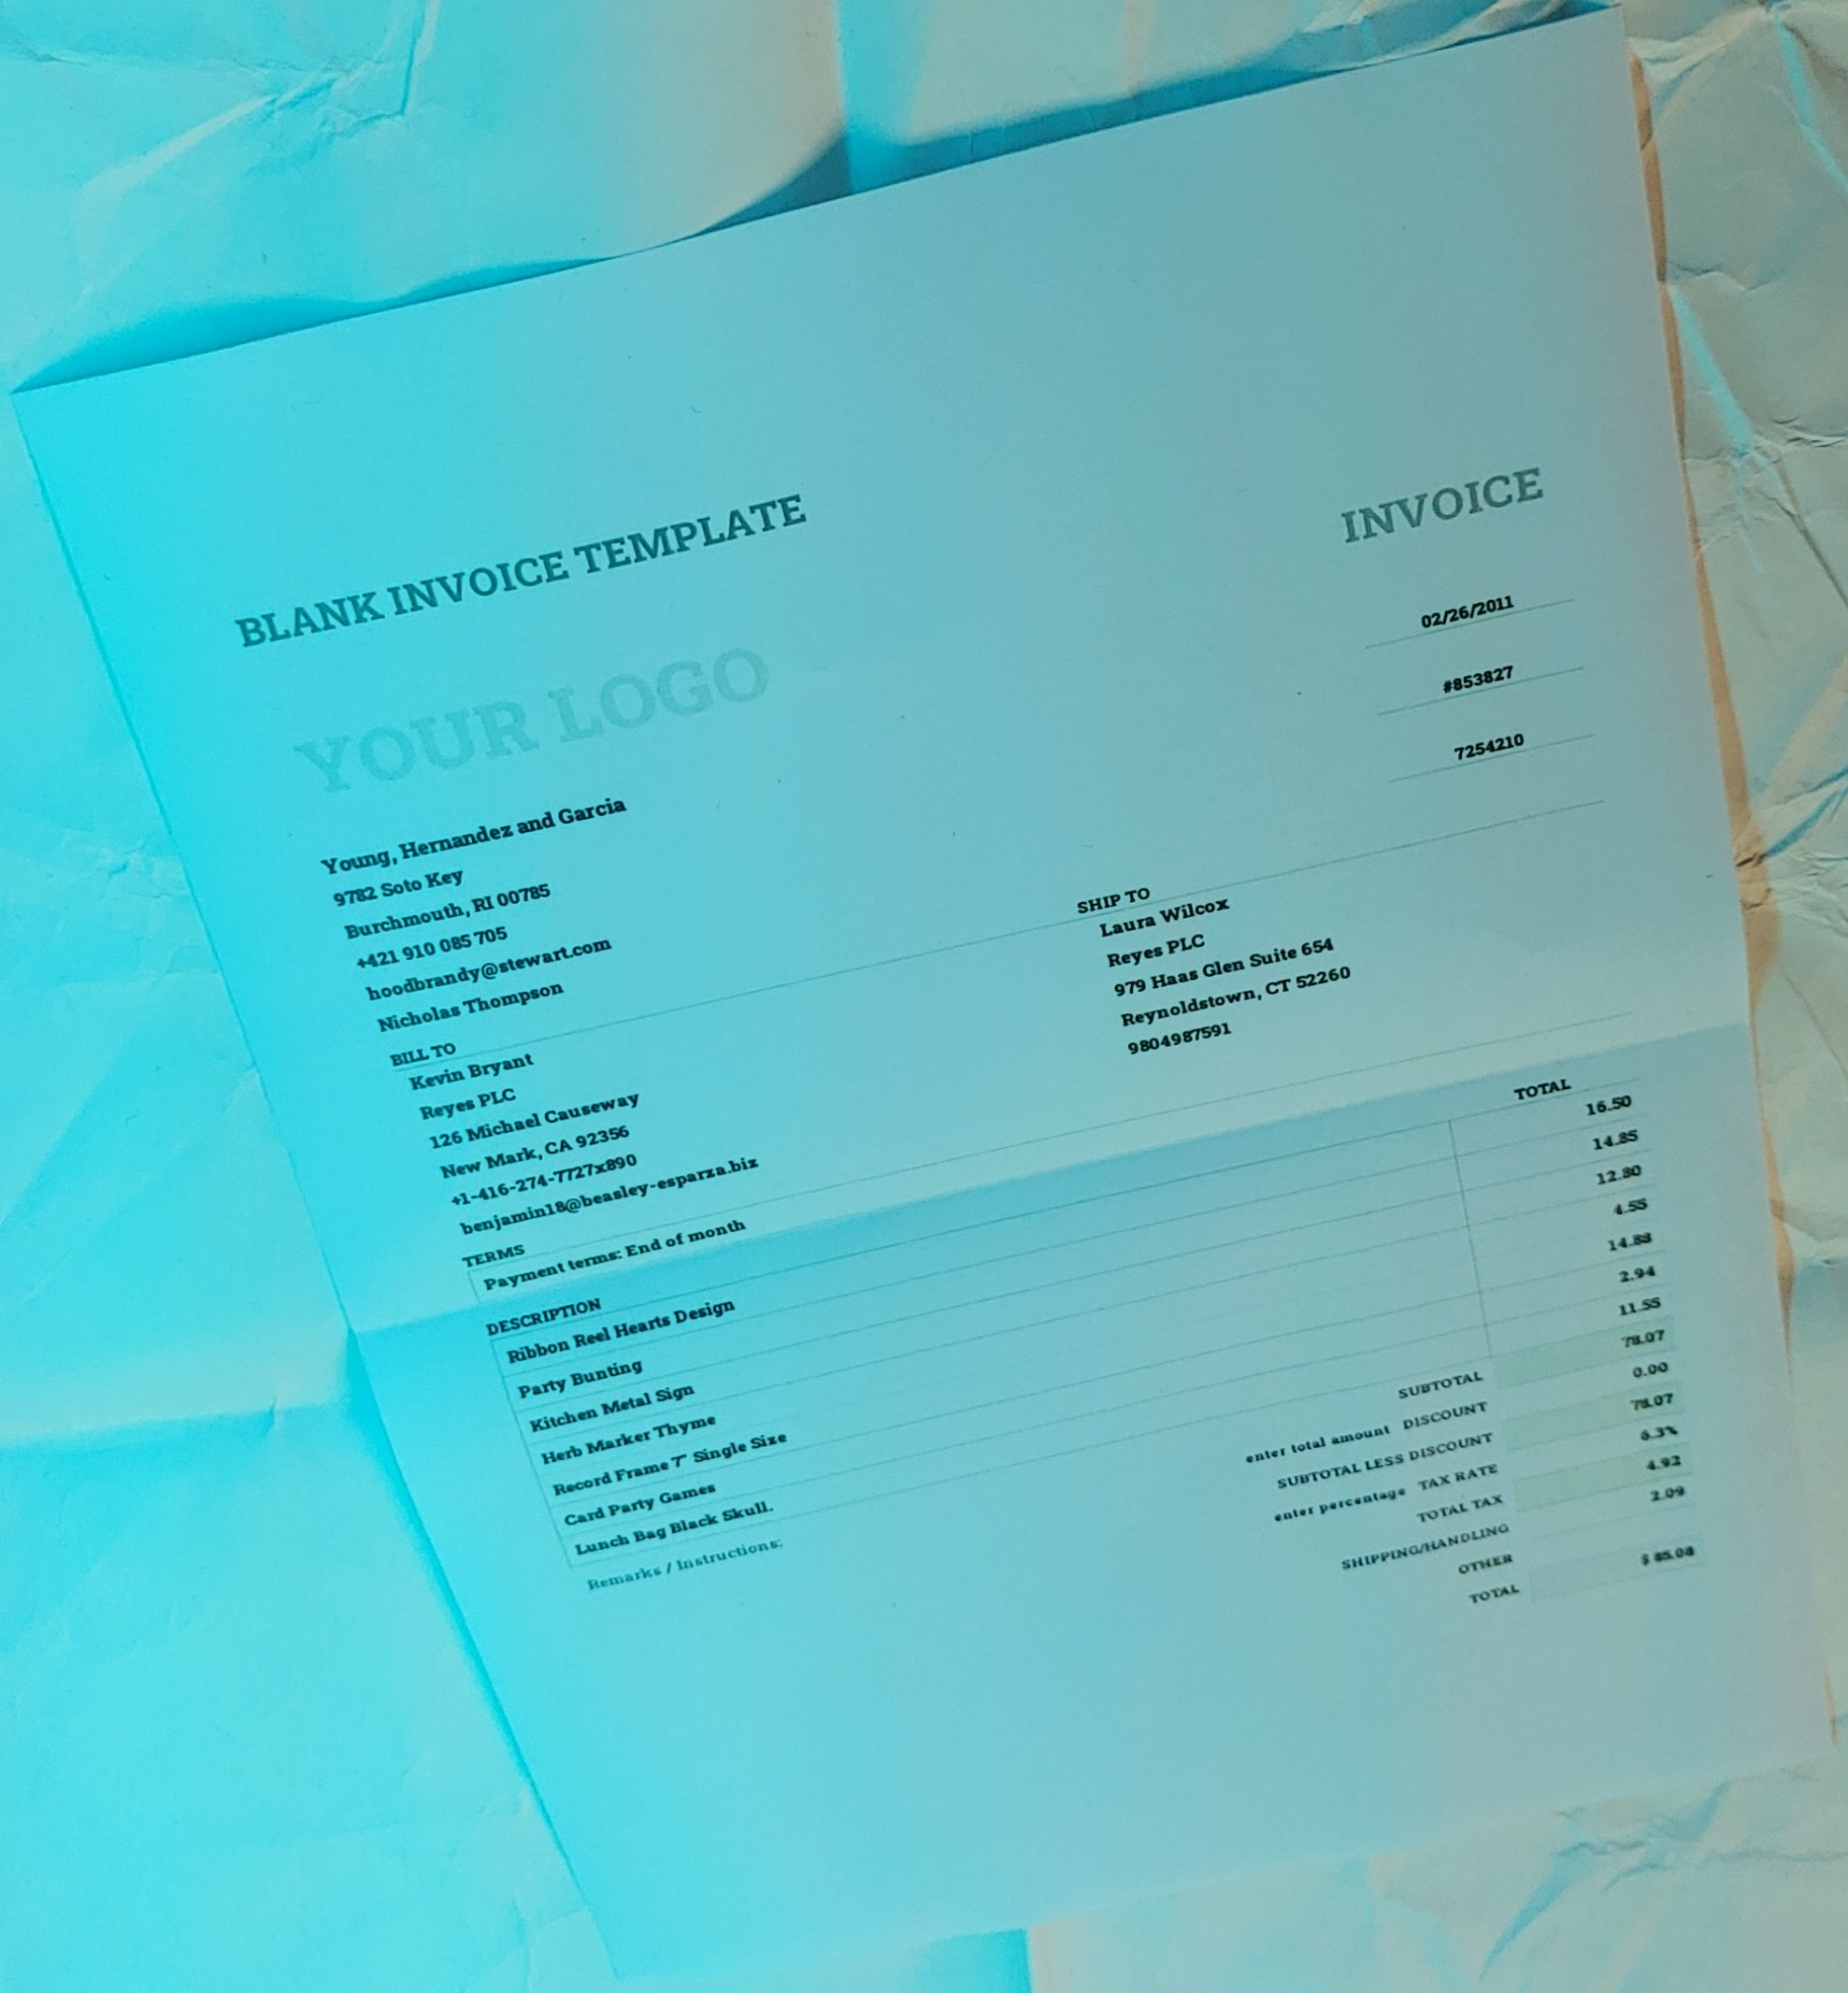 BLANK INVOICE TEMPLATE
INVOICE
YOUR LOGO
02/26/2011
#853827
7254210
Young, Hernandez and Garcia
9782 Soto Key
Burchmouth, RI 00785
+421 910 085 705
hoodbrandy@stewart.com
Nicholas Thompson
BILL TO
Kevin Bryant
Reyes PLC
126 Michael Causeway
New Mark, CA 92356
+1-416-274-7727x890
benjamin18@beasley-esparza.biz
SHIP TO
Laura Wilcox
Reyes PLC
979 Haas Glen Suite 654
Reynoldstown, CT 52260
9804987591
TERMS
Payment terms: End of month
DESCRIPTION TOTAL
Ribbon Reel Hearts Design 16.50
Party Bunting 14.85
Kitchen Metal Sign 12.80
Herb Marker Thyme 4.55
Record Frame 7" Single Size 14.88
Card Party Games 2.94
Lunch Bag Black Skull. 11.55
Remarks / Instructions:
SUBTOTAL 78.07
enter total amount DISCOUNT 0.00
SUBTOTAL LESS DISCOUNT 78.07
enter percentage TAX RATE 6.3%
TOTAL TAX 4.92
SHIPPING/HANDLING 2.09
OTHER
TOTAL $ 85.08